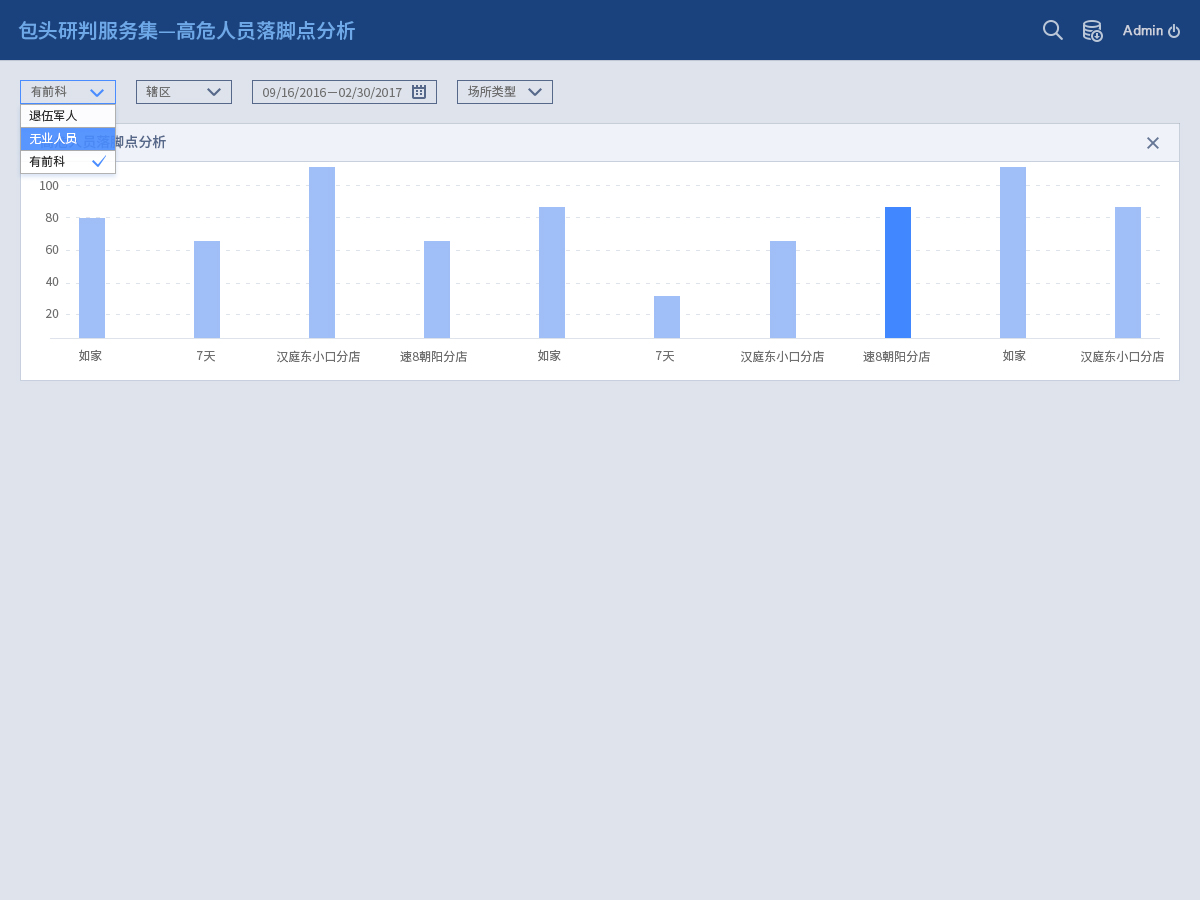 包头研判服务集—高危人员落脚点分析
Admin
有前科
辖区
09/16/2016—02/30/2017
场所类型
退伍军人
无业人员
有前科
人员落脚点分析
100
80
60
40
20
如家
7天
汉庭东小口分店
速8朝阳分店
如家
7天
汉庭东小口分店
速8朝阳分店
如家
汉庭东小口分店